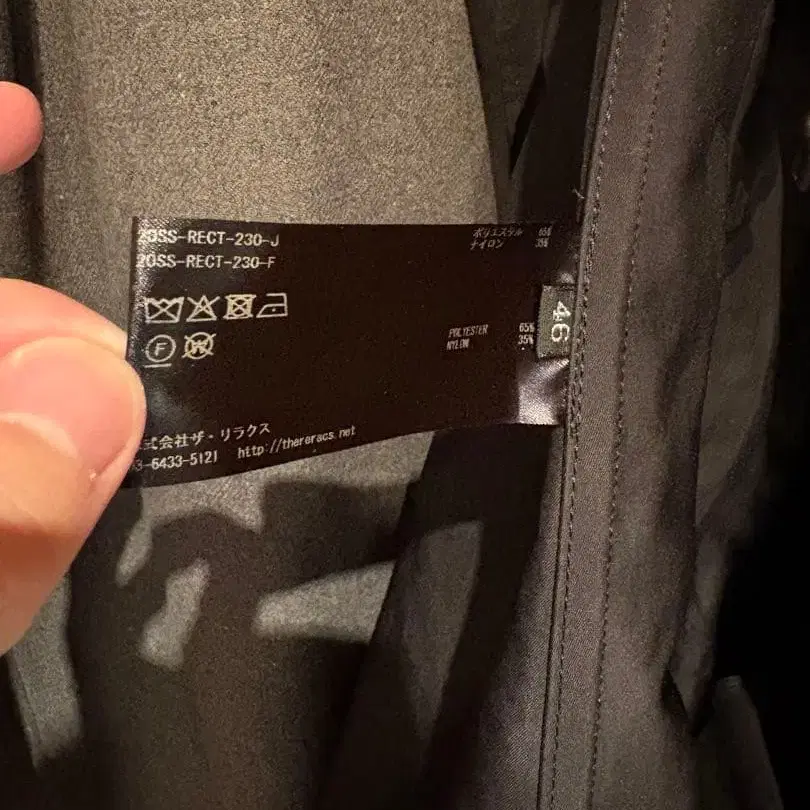 20SS-RECT-230-J
20SS-RECT-230-F
ポリエステル 65%
ナイロン 35%
F
W
POLYESTER 65%
NYLON 35%
46
式会社ザ・リラクス
3-6433-5121 http://thereracs.net